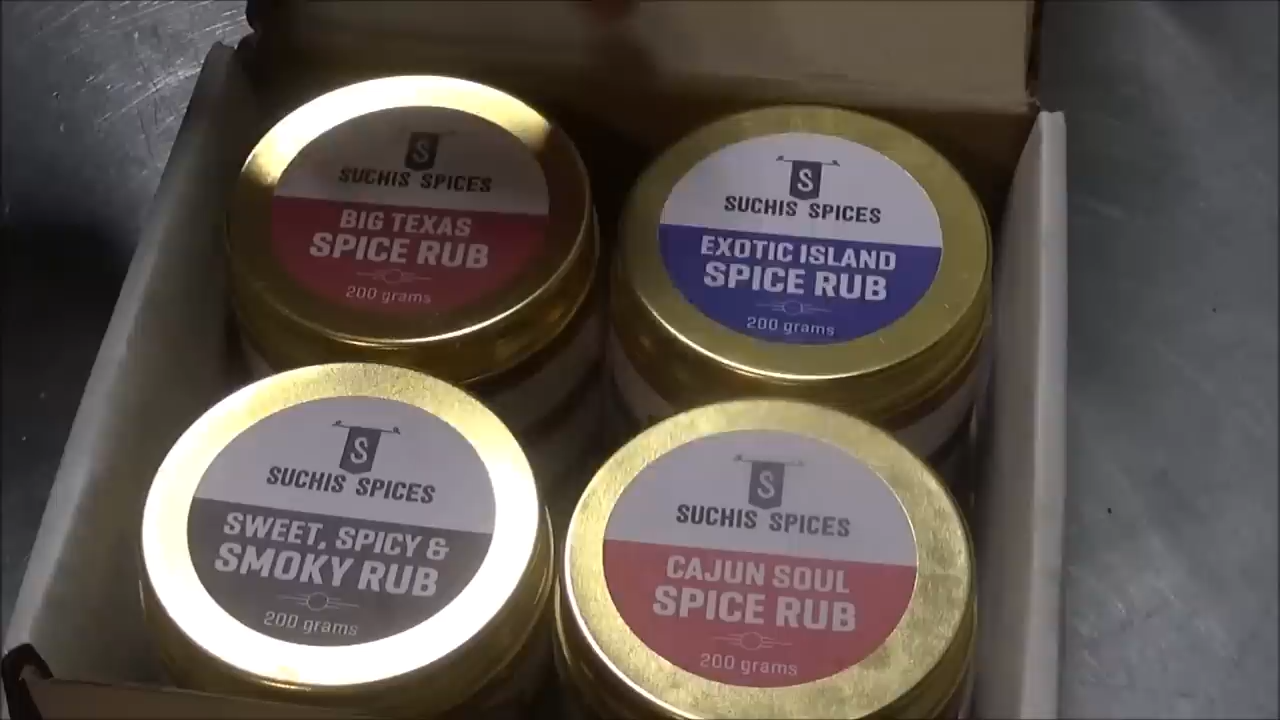 S
SUCHIS SPICES
BIG TEXAS
SPICE RUB
200 grams
S
SUCHIS SPICES
EXOTIC ISLAND
SPICE RUB
200 grams
S
SUCHIS SPICES
SWEET, SPICY &
SMOKY RUB
200 grams
S
SUCHIS SPICES
CAJUN SOUL
SPICE RUB
200 grams